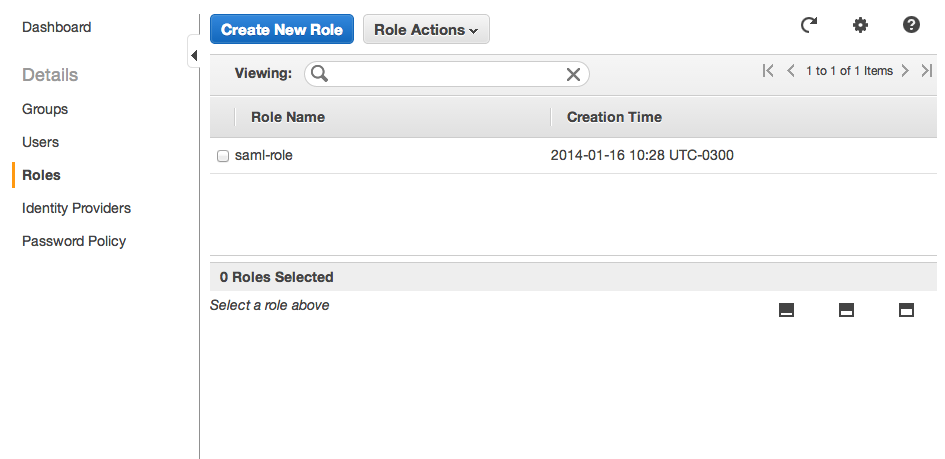 Dashboard
Details
Groups
Users
Roles
Identity Providers
Password Policy
Create New Role
Role Actions
Viewing:
1 to 1 of 1 Items
Role Name
Creation Time
saml-role
2014-01-16 10:28 UTC-0300
0 Roles Selected
Select a role above